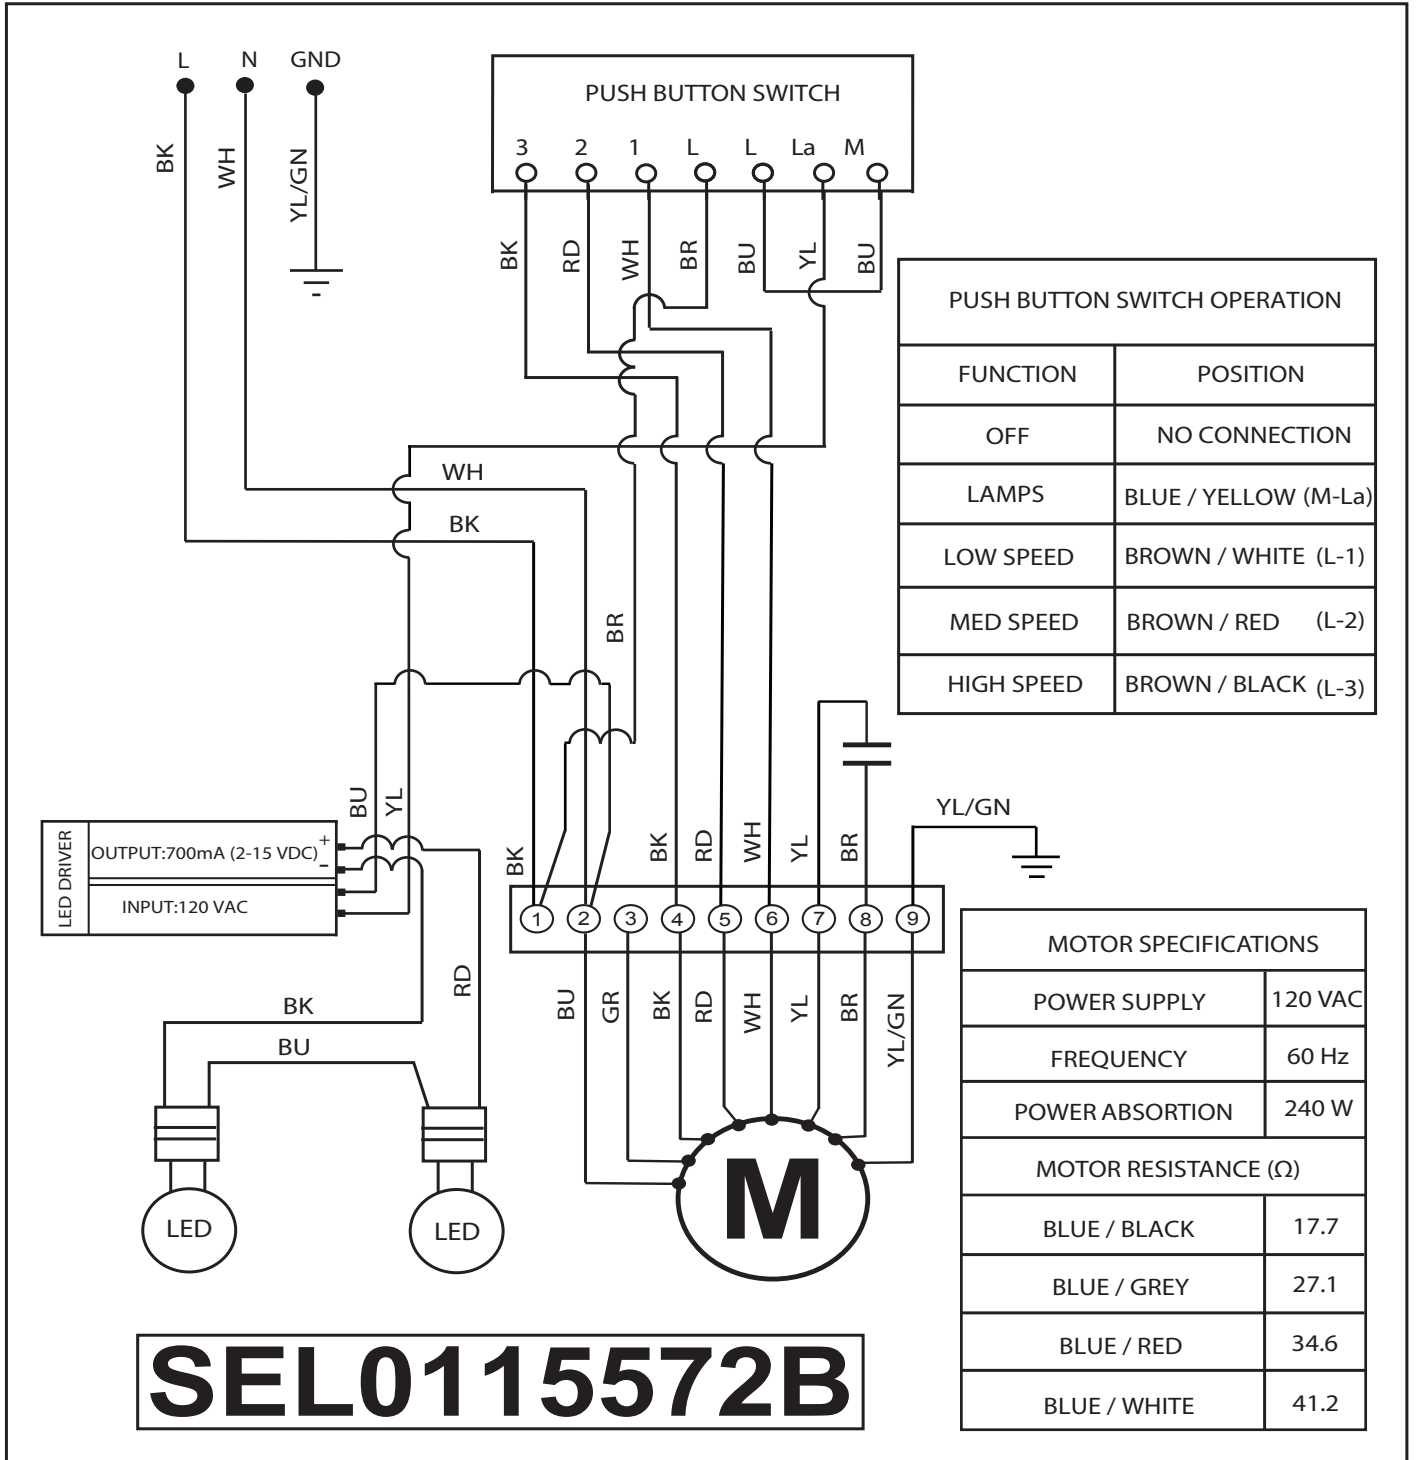 L N GND
PUSH BUTTON SWITCH
3 2 1 L L La M
BK WH YL/GN
BK RD WH BR BU YL BU
PUSH BUTTON SWITCH OPERATION
FUNCTION POSITION
OFF NO CONNECTION
LAMPS BLUE / YELLOW (M-La)
LOW SPEED BROWN / WHITE (L-1)
MED SPEED BROWN / RED (L-2)
HIGH SPEED BROWN / BLACK (L-3)
WH
BK
BR
BU YL
BK BK RD WH YL BR
YL/GN
LED DRIVER
OUTPUT:700mA (2-15 VDC)
+
–
INPUT:120 VAC
1 2 3 4 5 6 7 8 9
BU GR BK RD WH YL BR YL/GN
RD
BK
BU
LED
LED
M
MOTOR SPECIFICATIONS
POWER SUPPLY 120 VAC
FREQUENCY 60 Hz
POWER ABSORTION 240 W
MOTOR RESISTANCE (Ω)
BLUE / BLACK 17.7
BLUE / GREY 27.1
BLUE / RED 34.6
BLUE / WHITE 41.2
SEL0115572B